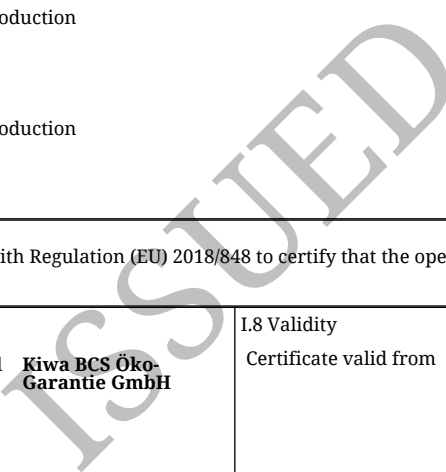 oduction
oduction
ith Regulation (EU) 2018/848 to certify that the ope
I.8 Validity
Kiwa BCS Öko-
Garantie GmbH
Certificate valid from
ISSUED